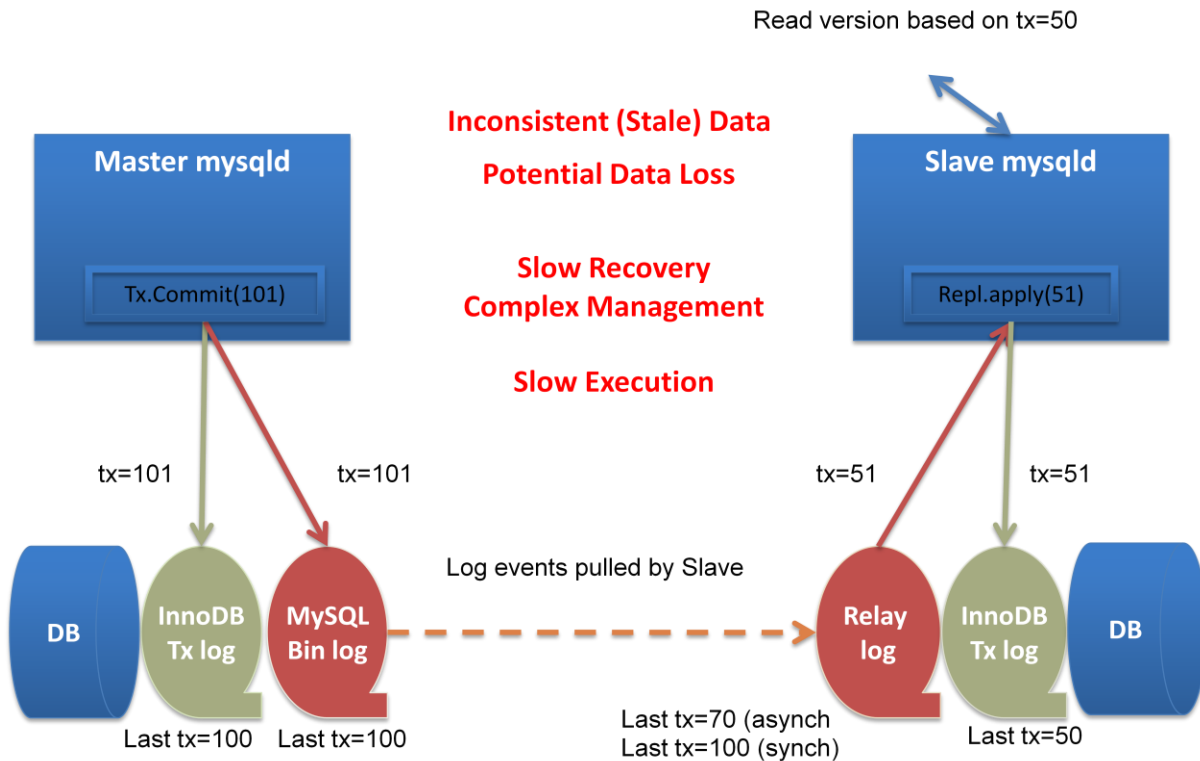 Read version based on tx=50
Inconsistent (Stale) Data
Master mysqld
Slave mysqld
Potential Data Loss
Slow Recovery
Tx.Commit(101)
Repl.apply(51)
Complex Management
Slow Execution
tx=101
tx=101
tx=51
tx=51
Log events pulled by Slave
DB
InnoDB
Tx log
MySQL
Bin log
Relay
log
InnoDB
Tx log
DB
Last tx=100
Last tx=100
Last tx=70 (asynch
Last tx=100 (synch)
Last tx=50